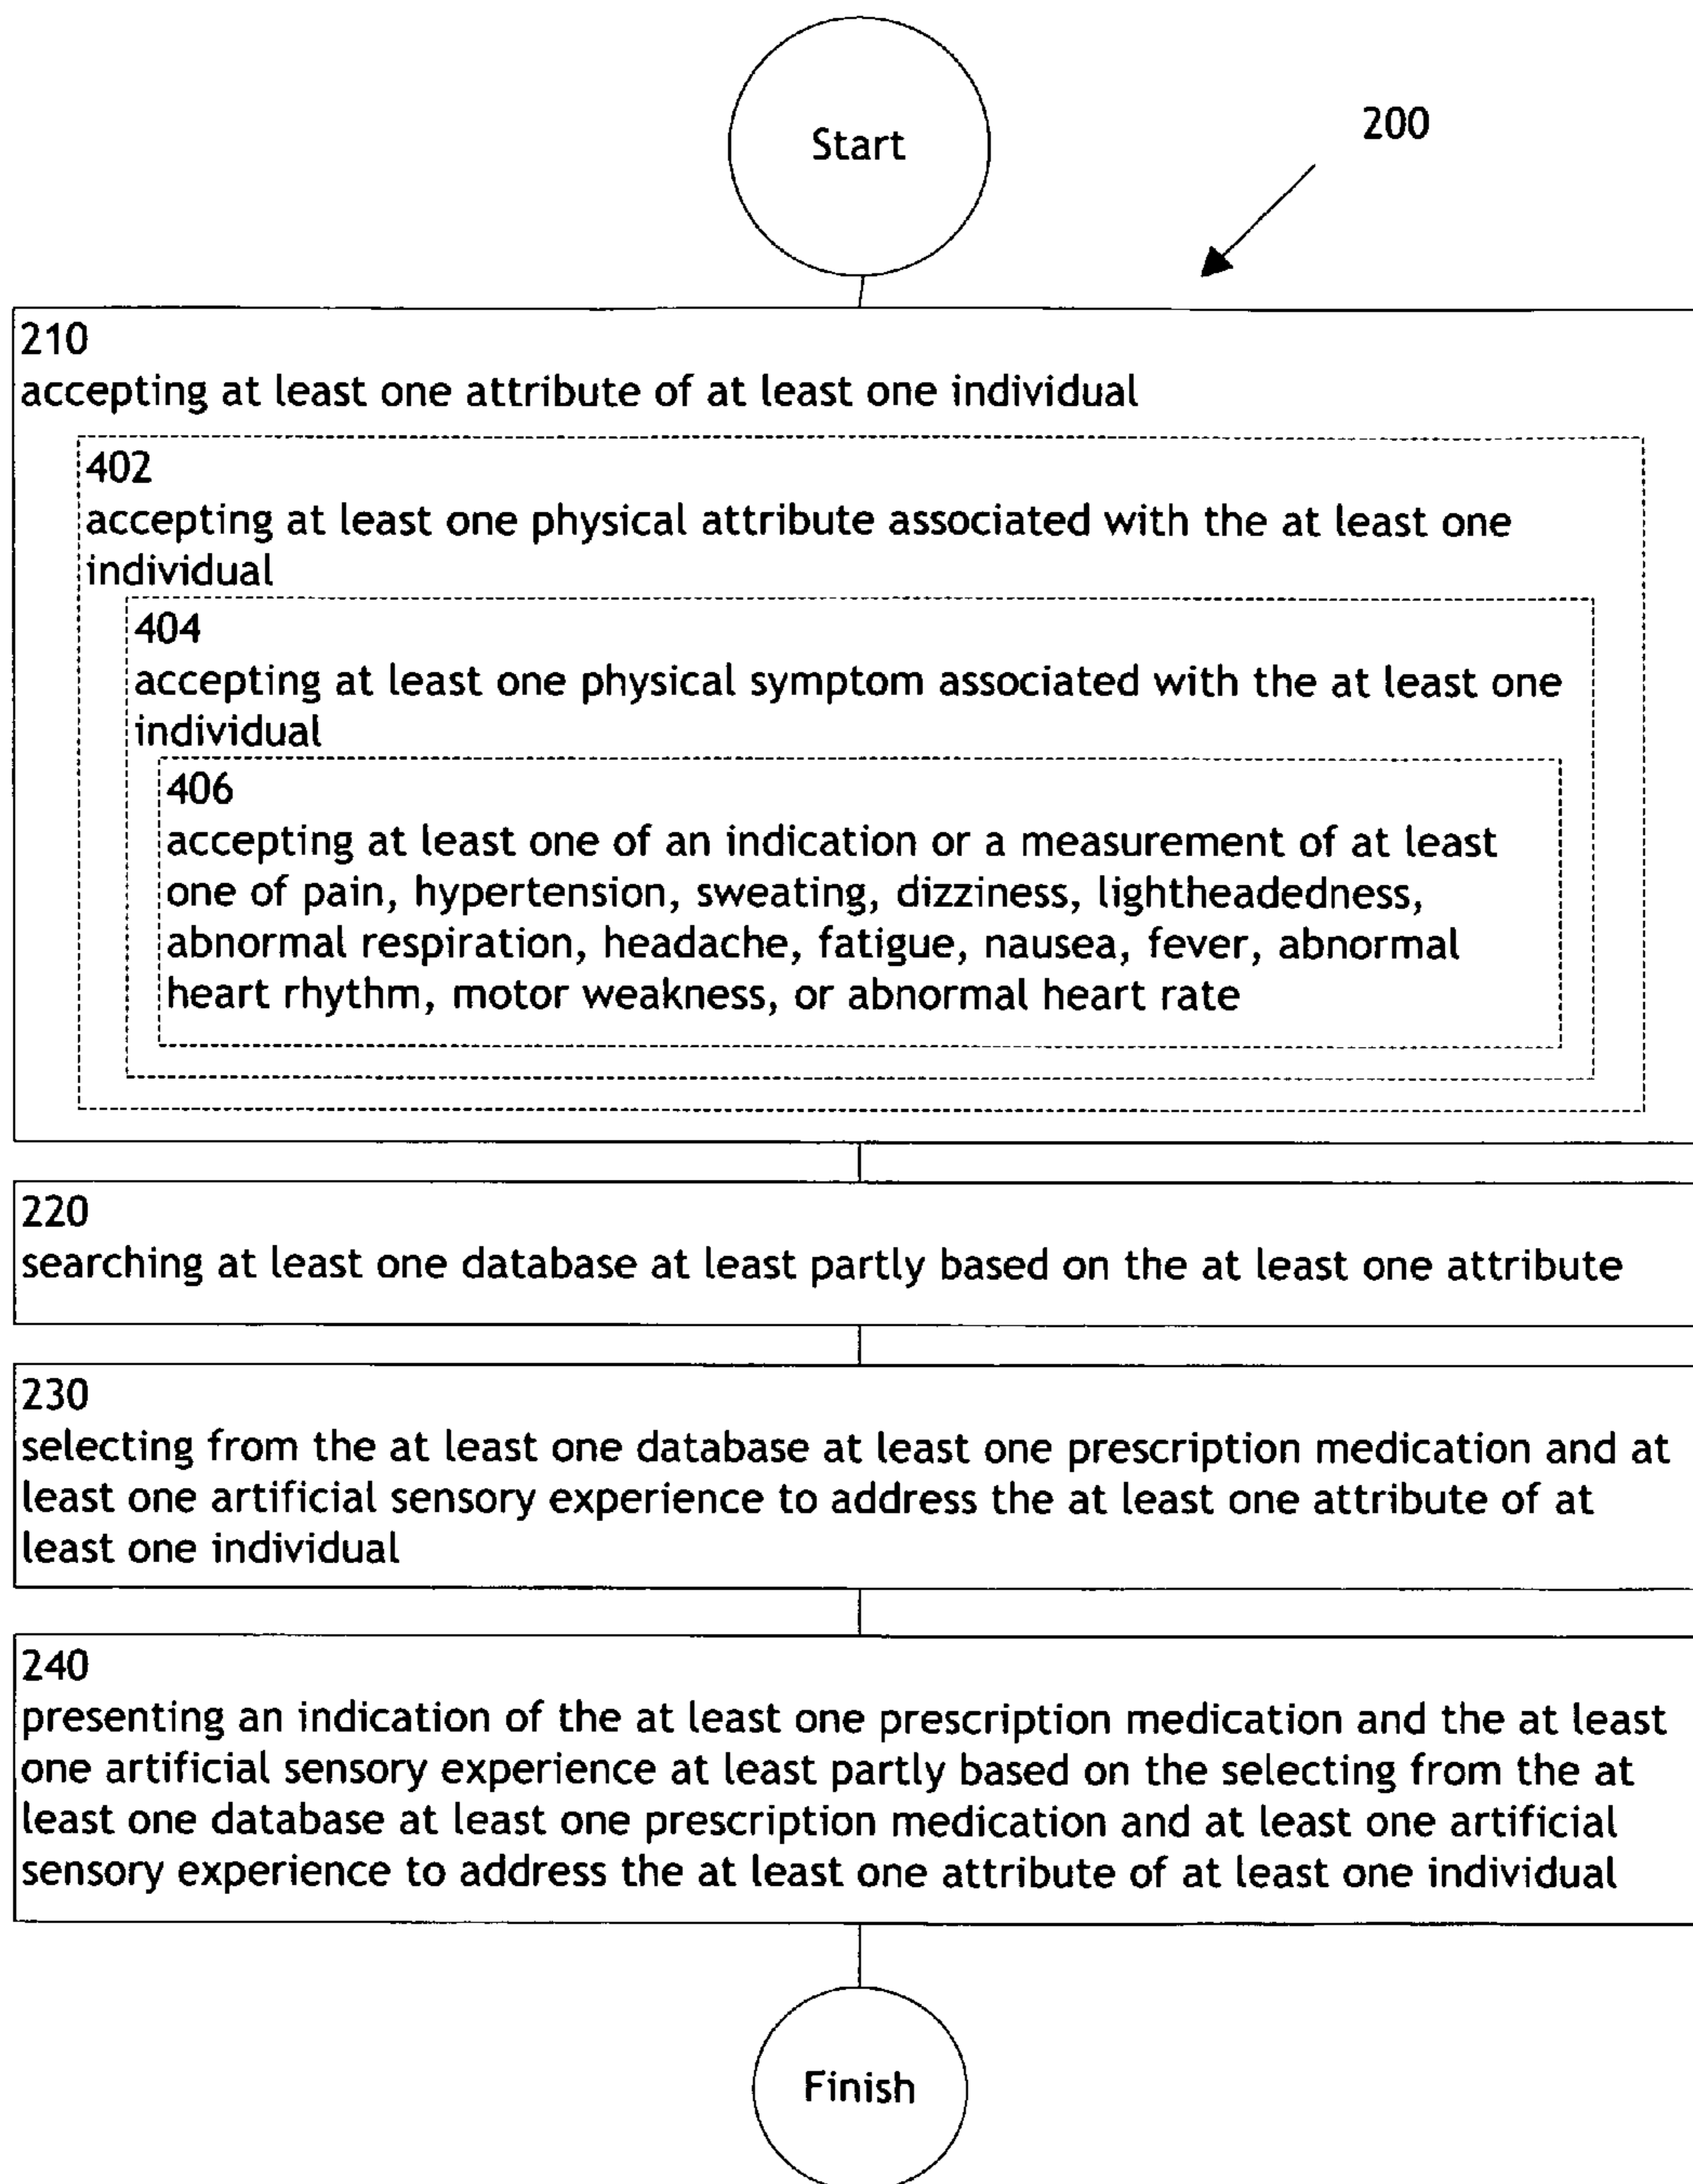 Start
200
210
accepting at least one attribute of at least one individual
402
accepting at least one physical attribute associated with the at least one
individual
404
accepting at least one physical symptom associated with the at least one
individual
406
accepting at least one of an indication or a measurement of at least
one of pain, hypertension, sweating, dizziness, lightheadedness,
abnormal respiration, headache, fatigue, nausea, fever, abnormal
heart rhythm, motor weakness, or abnormal heart rate
220
searching at least one database at least partly based on the at least one attribute
230
selecting from the at least one database at least one prescription medication and at
least one artificial sensory experience to address the at least one attribute of at
least one individual
240
presenting an indication of the at least one prescription medication and the at least
one artificial sensory experience at least partly based on the selecting from the at
least one database at least one prescription medication and at least one artificial
sensory experience to address the at least one attribute of at least one individual
Finish